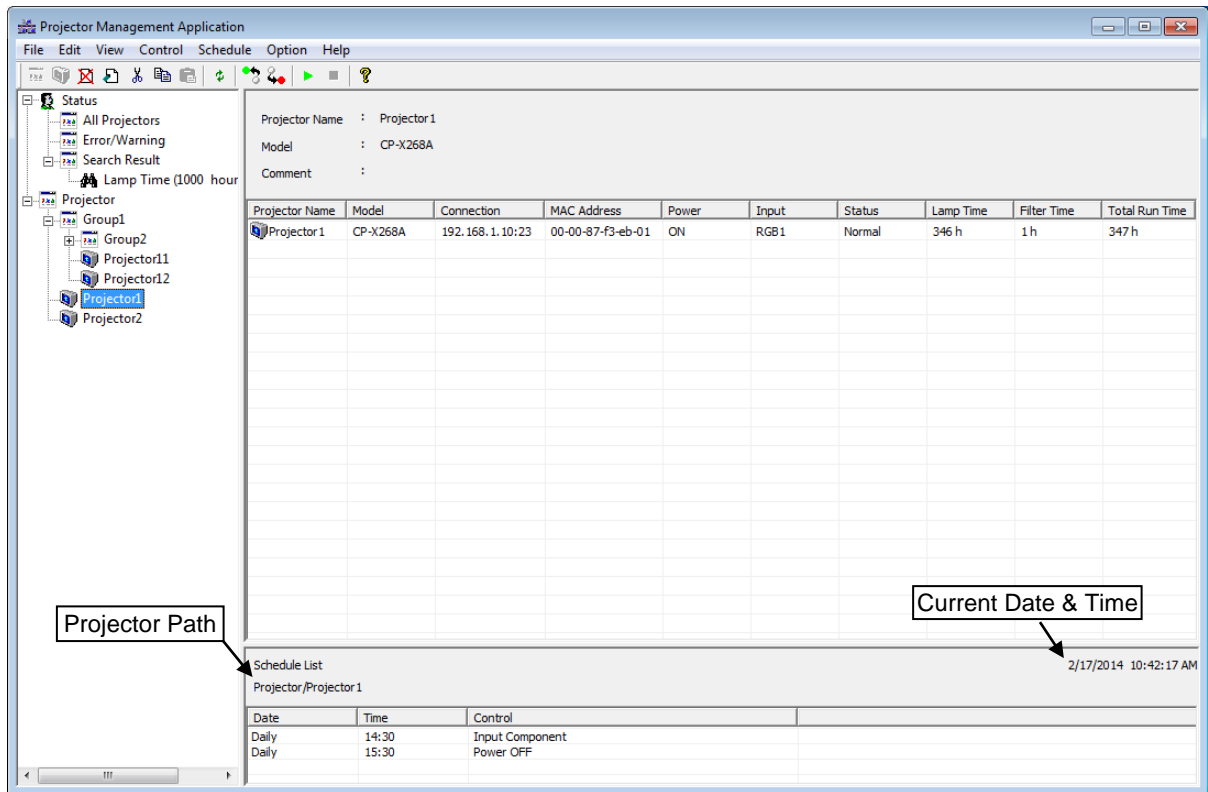 Projector Management Application
File Edit View Control Schedule Option Help
Status
All Projectors
Error/Warning
Search Result
Lamp Time (1000 hour
Projector
Group1
Group2
Projector11
Projector12
Projector1
Projector2
Projector Name : Projector1
Model : CP-X268A
Comment :
Projector Name Model Connection MAC Address Power Input Status Lamp Time Filter Time Total Run Time
Projector1 CP-X268A 192.168.1.10:23 00-00-87-f3-eb-01 ON RGB1 Normal 346 h 1 h 347 h
Current Date & Time
Projector Path
Schedule List 2/17/2014 10:42:17 AM
Projector/Projector1
Date Time Control
Daily 14:30 Input Component
Daily 15:30 Power OFF